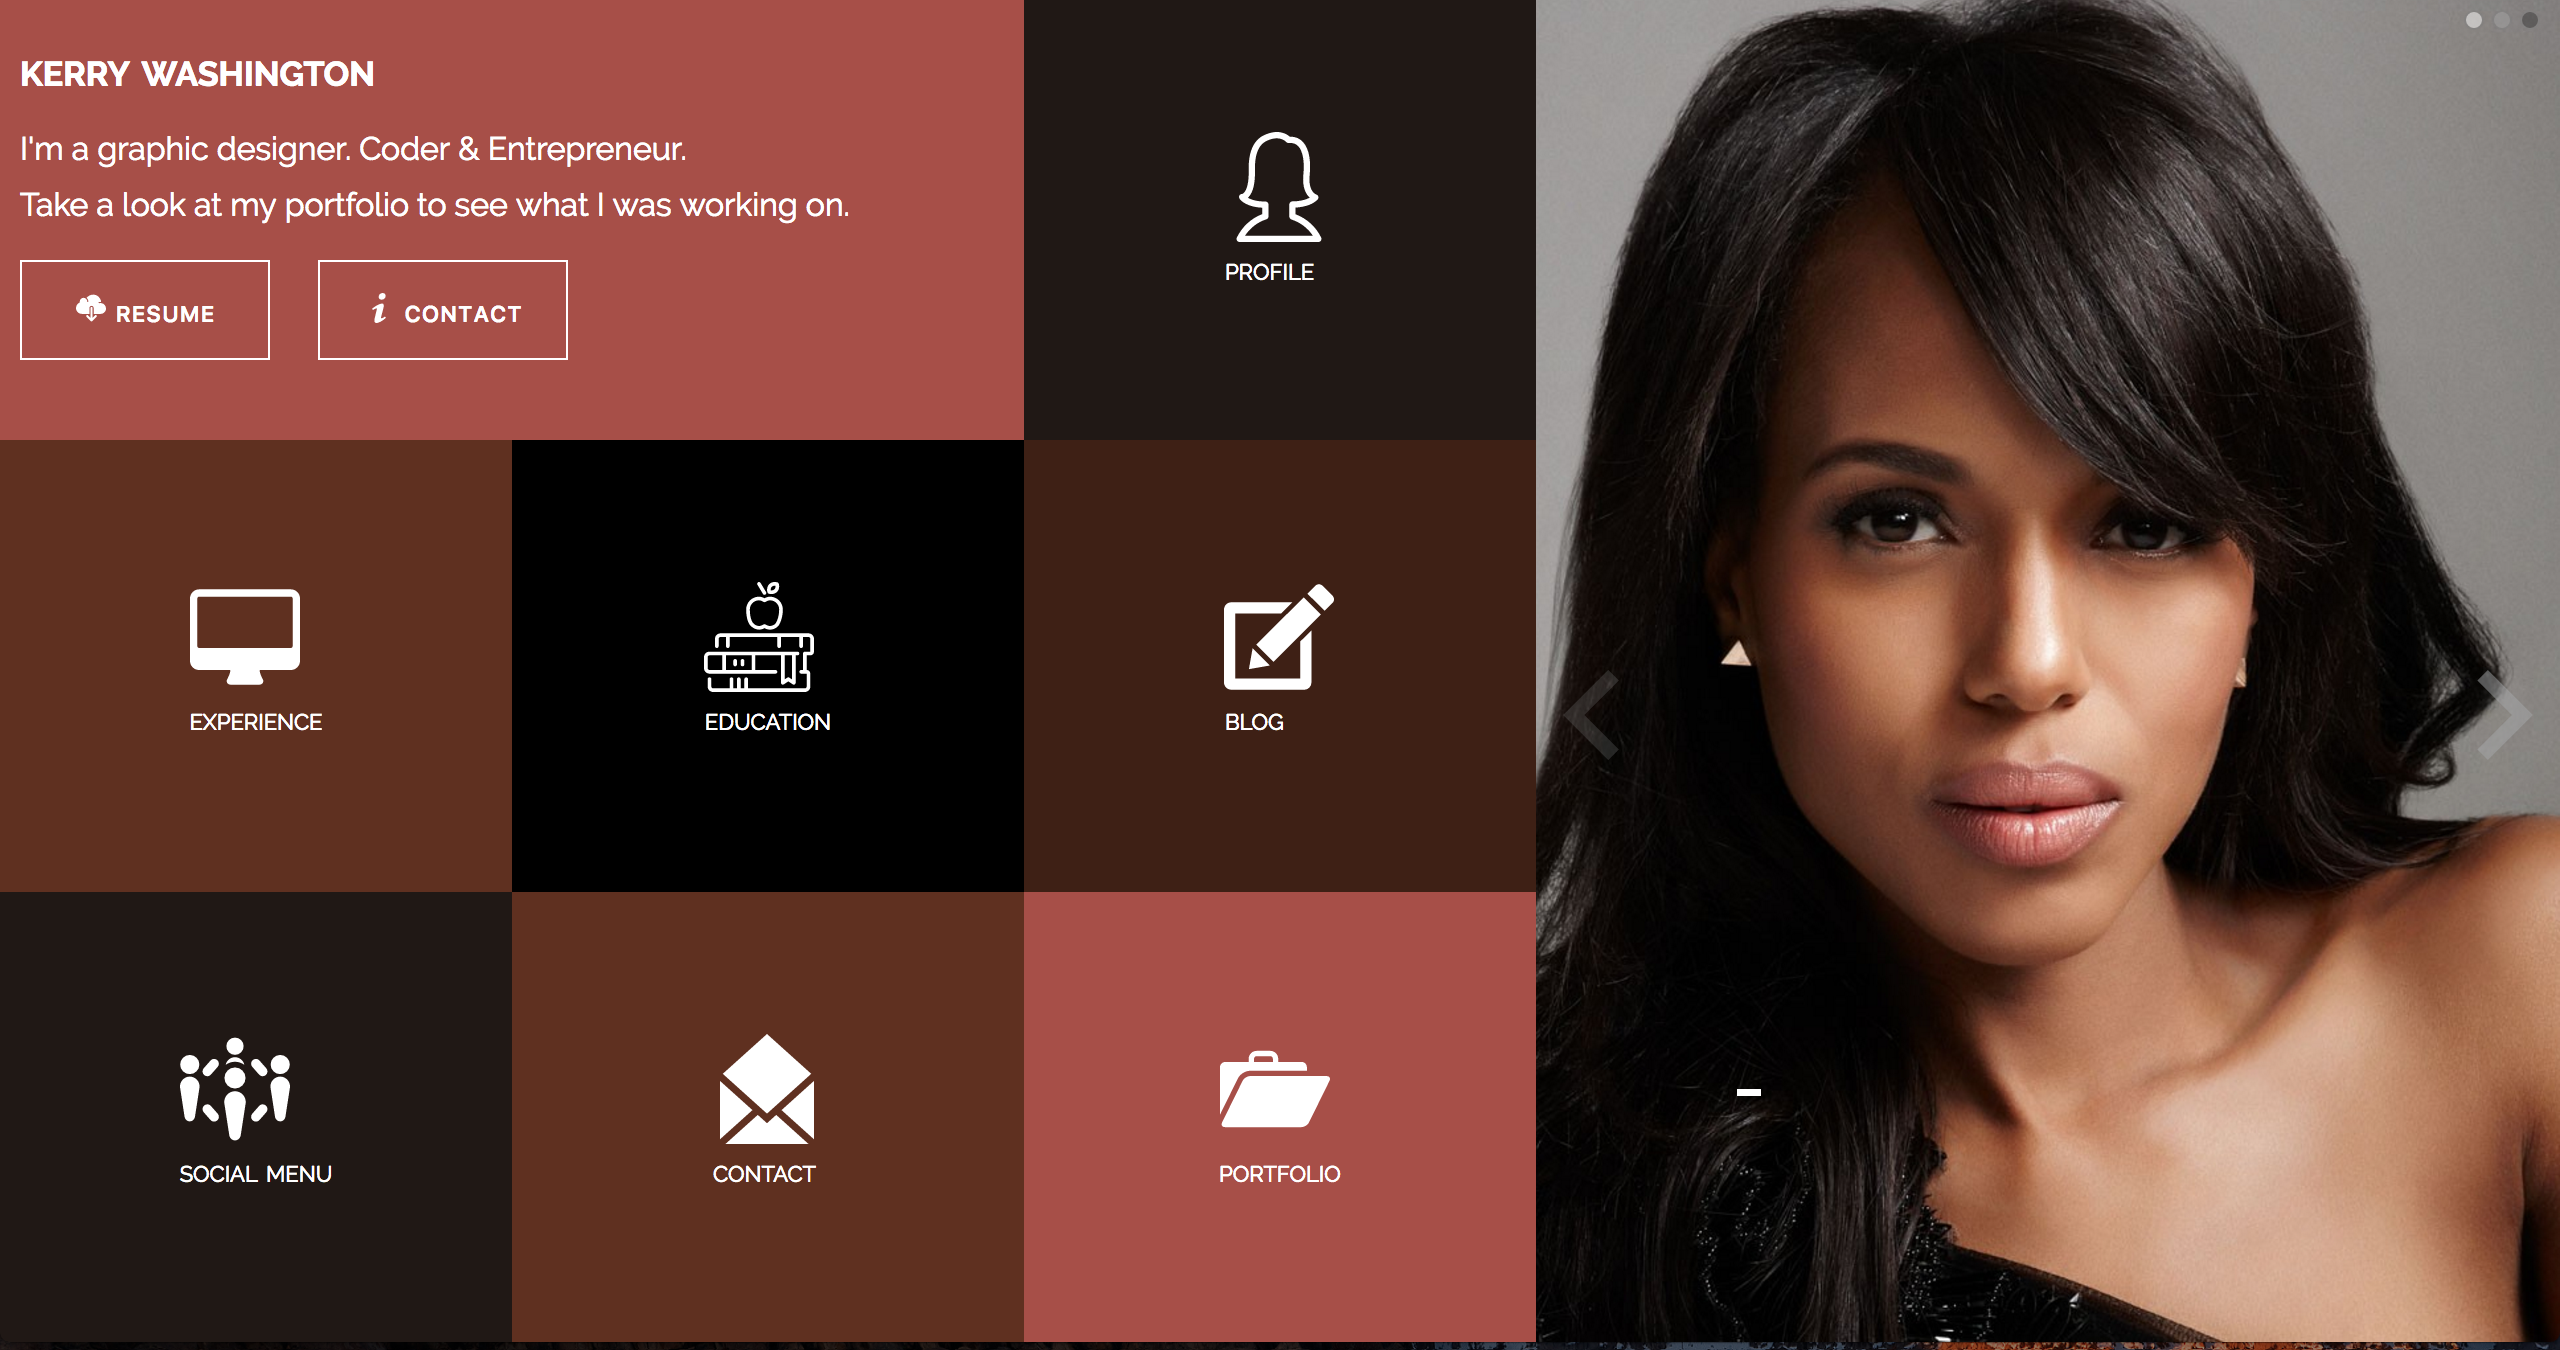 KERRY WASHINGTON
I'm a graphic designer. Coder & Entrepreneur.
Take a look at my portfolio to see what I was working on.
RESUME
CONTACT
PROFILE
EXPERIENCE
EDUCATION
BLOG
SOCIAL MENU
CONTACT
PORTFOLIO